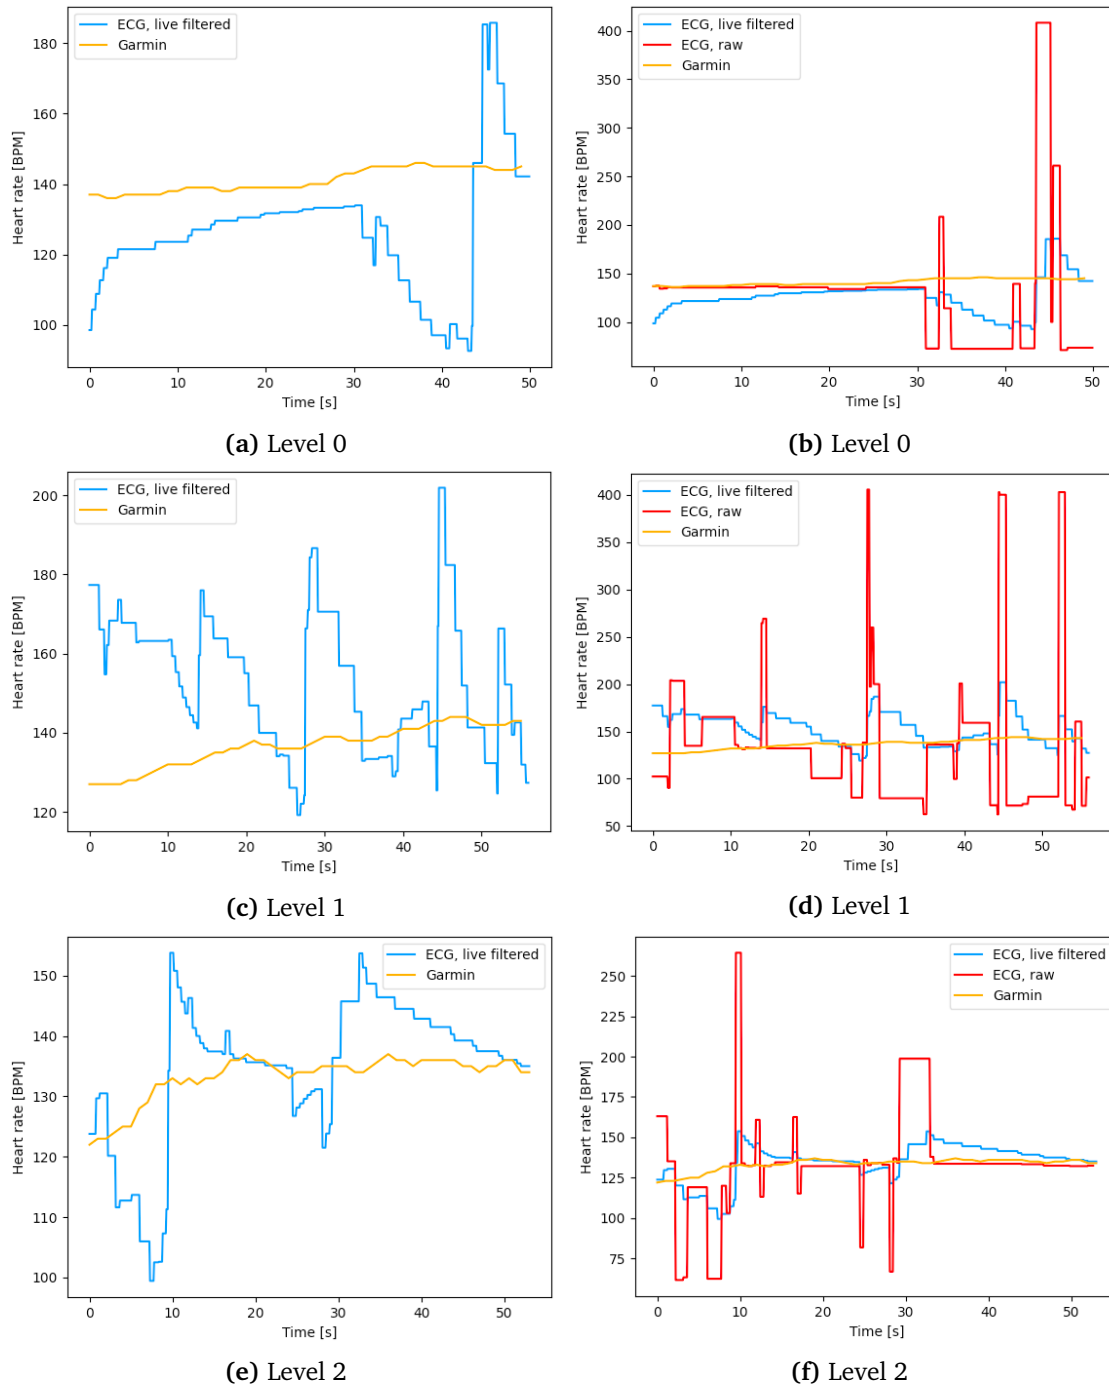 ECG, live filtered
Garmin
180
160
140
120
100
Heart rate [BPM]
0 10 20 30 40 50
Time [s]
(a) Level 0
ECG, live filtered
ECG, raw
Garmin
400
350
300
250
200
150
100
Heart rate [BPM]
0 10 20 30 40 50
Time [s]
(b) Level 0
ECG, live filtered
Garmin
200
180
160
140
120
Heart rate [BPM]
0 10 20 30 40 50
Time [s]
(c) Level 1
ECG, live filtered
ECG, raw
Garmin
400
350
300
250
200
150
100
50
Heart rate [BPM]
0 10 20 30 40 50
Time [s]
(d) Level 1
ECG, live filtered
Garmin
150
140
130
120
110
100
Heart rate [BPM]
0 10 20 30 40 50
Time [s]
(e) Level 2
ECG, live filtered
ECG, raw
Garmin
250
225
200
175
150
125
100
75
Heart rate [BPM]
0 10 20 30 40 50
Time [s]
(f) Level 2